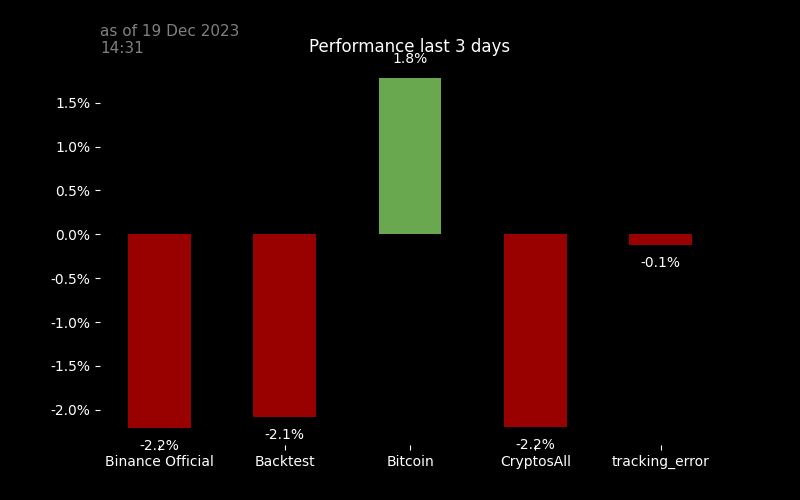 as of 19 Dec 2023
14:31
Performance last 3 days
1.8%
1.5%
1.0%
0.5%
0.0%
-0.5%
-1.0%
-1.5%
-2.0%
-0.1%
-2.1%
-2.2%
-2.2%
Binance Official
Backtest
Bitcoin
CryptosAll
tracking_error